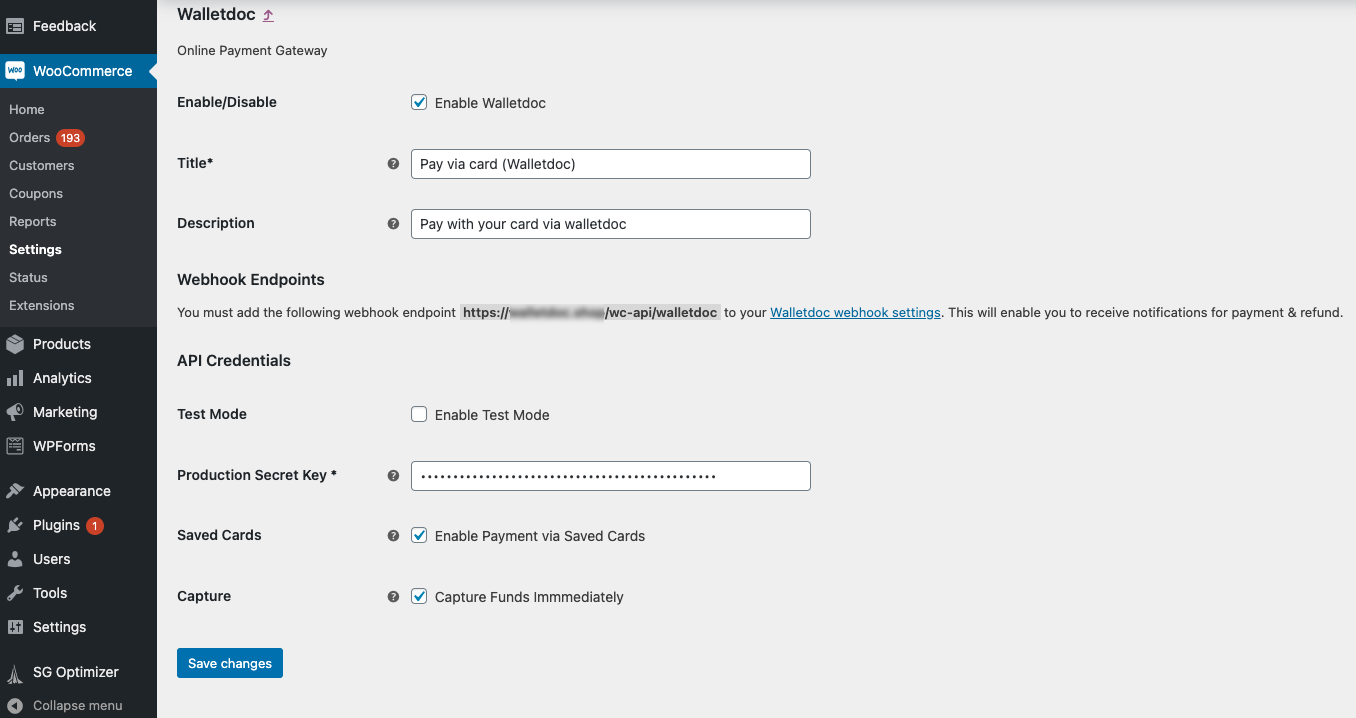 Feedback
WooCommerce
Home
Orders 193
Customers
Coupons
Reports
Settings
Status
Extensions
Products
Analytics
Marketing
WPForms
Appearance
Plugins 1
Users
Tools
Settings
SG Optimizer
Collapse menu
Walletdoc
Online Payment Gateway
Enable/Disable Enable Walletdoc
Title* Pay via card (Walletdoc)
Description Pay with your card via walletdoc
Webhook Endpoints
You must add the following webhook endpoint https:///wc-api/walletdoc to your Walletdoc webhook settings. This will enable you to receive notifications for payment & refund.
API Credentials
Test Mode Enable Test Mode
Production Secret Key *
Saved Cards Enable Payment via Saved Cards
Capture Capture Funds Immmediately
Save changes